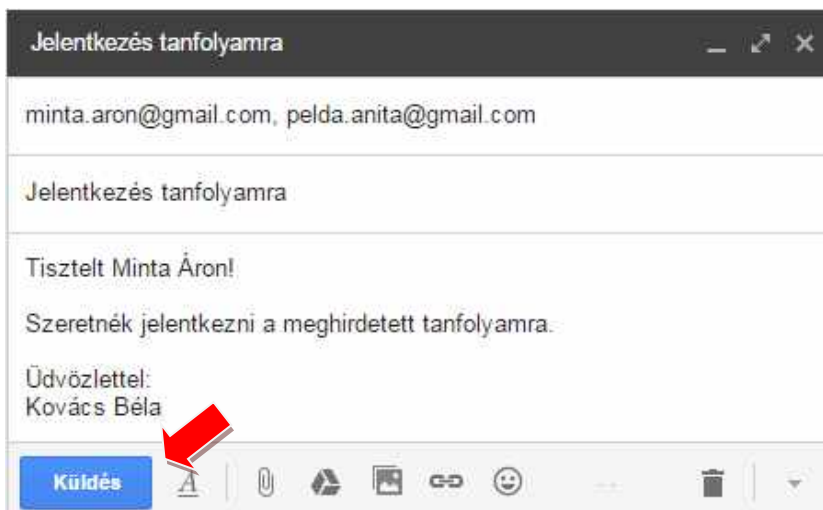 Jelentkezés tanfolyamra
minta.aron@gmail.com, pelda.anita@gmail.com
Jelentkezés tanfolyamra
Tisztelt Minta Áron!
Szeretnék jelentkezni a meghirdetett tanfolyamra.
Üdvözlettel:
Kovács Béla
Küldés A